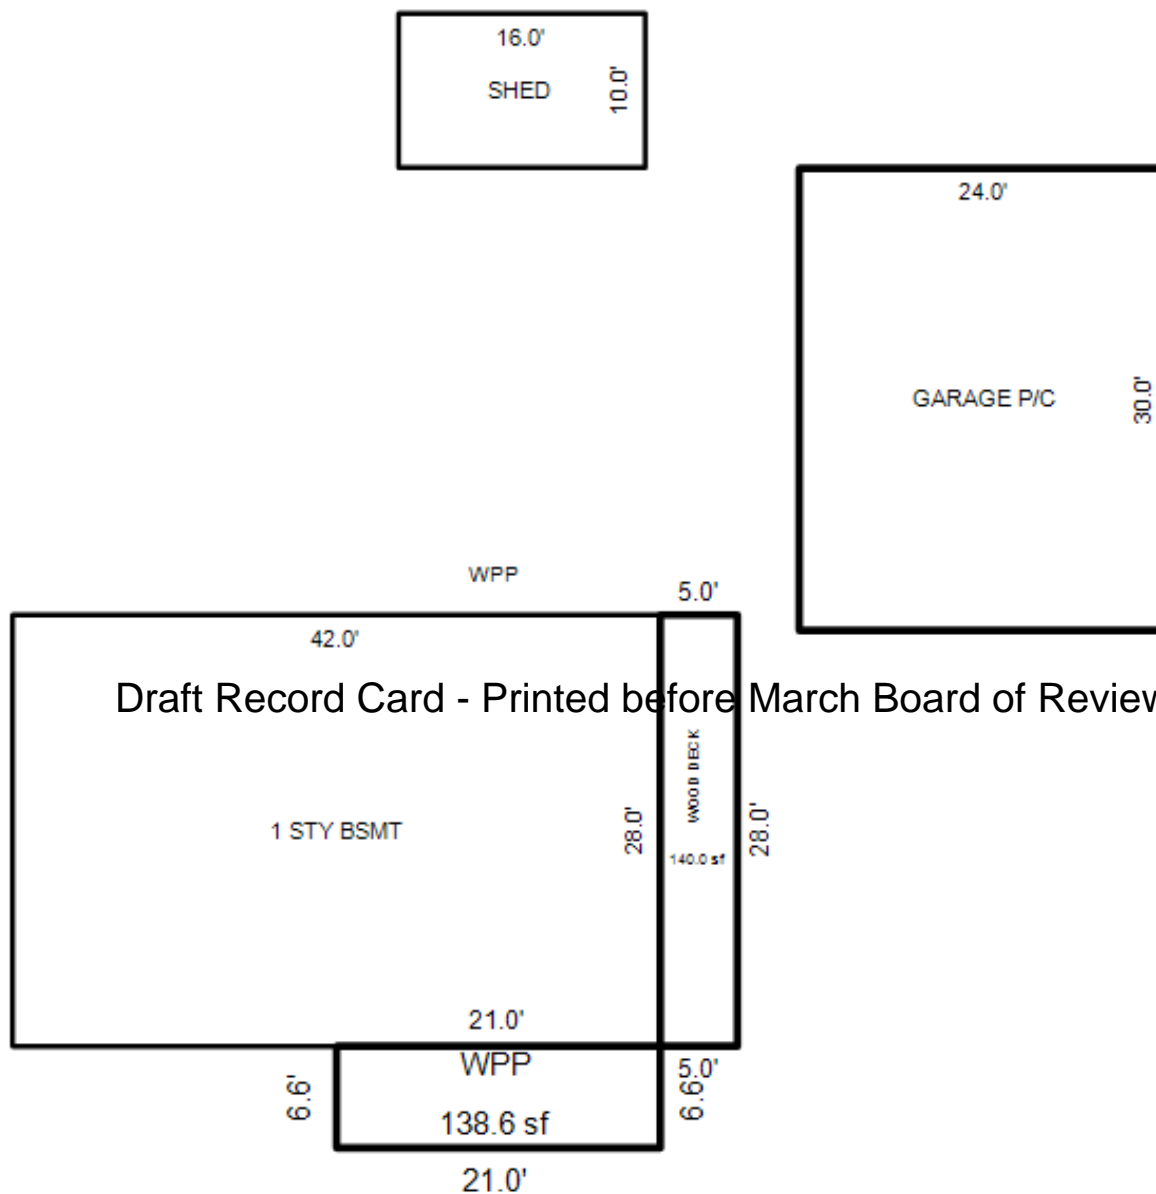 16.0'
SHED
10.0'
24.0'
GARAGE P/C
30.0'
WPP
5.0'
42.0'
Draft Record Card - Printed before March Board of Review
WOOD DECK
28.0'
28.0'
1 STY BSMT
140.0 sf
21.0'
WPP
5.0'
6.6'
6.6'
138.6 sf
21.0'